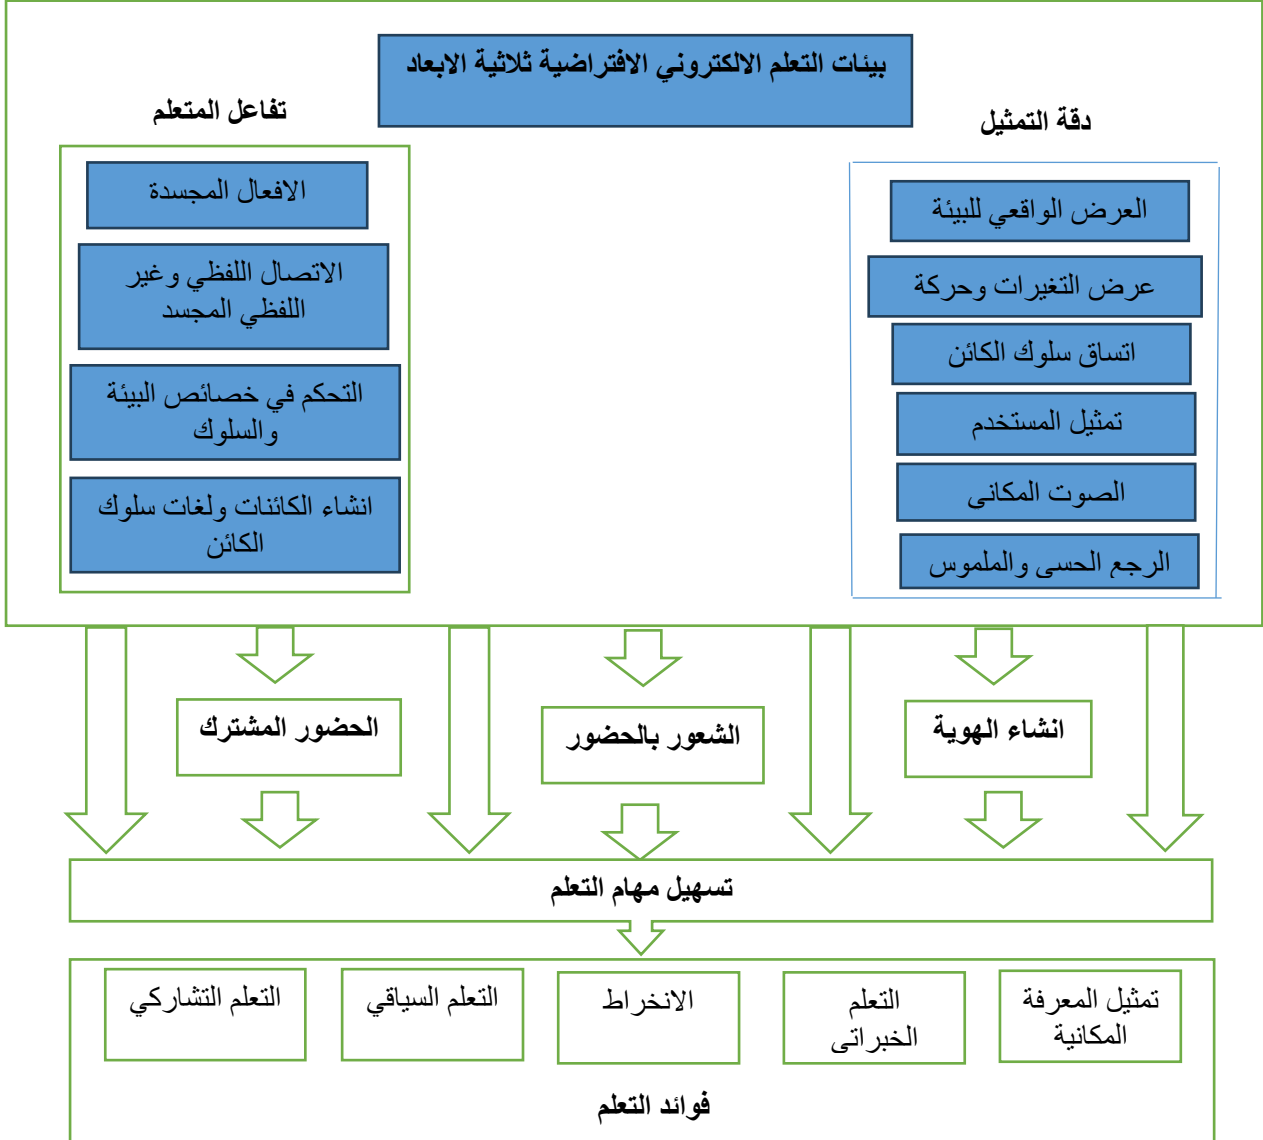 بيئات التعلم الالكتروني الافتراضية ثلاثية الابعاد
دقة التمثيل
العرض الواقعي للبيئة
عرض التغيرات وحركة
اتساق سلوك الكائن
تمثيل المستخدم
الصوت المكانى
الرجع الحسى والملموس
تفاعل المتعلم
الافعال المجسدة
الاتصال اللفظي وغير
اللفظي المجسد
التحكم في خصائص البيئة
والسلوك
انشاء الكائنات ولغات سلوك
الكائن
انشاء الهوية
الشعور بالحضور
الحضور المشترك
تسهيل مهام التعلم
تمثيل المعرفة
المكانية
التعلم
الخبراتى
الانخراط
التعلم السياقي
التعلم التشاركي
فوائد التعلم